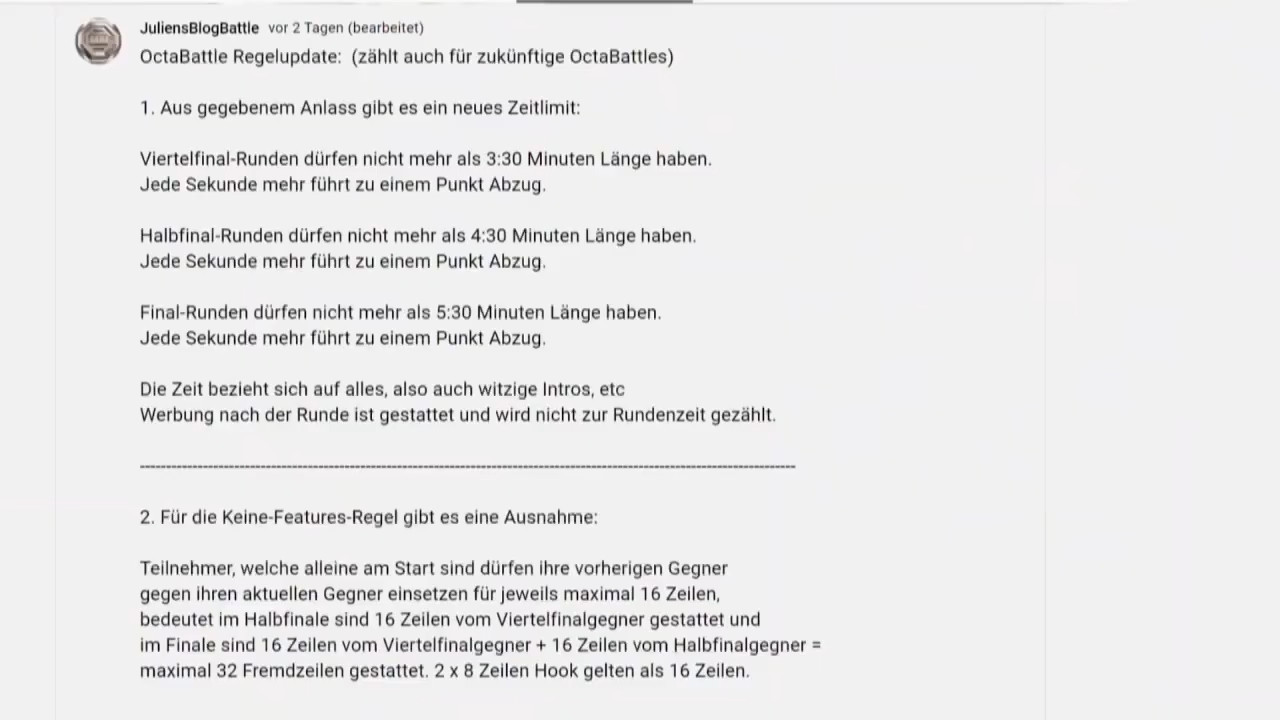 JuliensBlogBattle vor 2 Tagen (bearbeitet)
OctaBattle Regelupdate: (zählt auch für zukünftige OctaBattles)
1. Aus gegebenem Anlass gibt es ein neues Zeitlimit:
Viertelfinal-Runden dürfen nicht mehr als 3:30 Minuten Länge haben.
Jede Sekunde mehr führt zu einem Punkt Abzug.
Halbfinal-Runden dürfen nicht mehr als 4:30 Minuten Länge haben.
Jede Sekunde mehr führt zu einem Punkt Abzug.
Final-Runden dürfen nicht mehr als 5:30 Minuten Länge haben.
Jede Sekunde mehr führt zu einem Punkt Abzug.
Die Zeit bezieht sich auf alles, also auch witzige Intros, etc
Werbung nach der Runde ist gestattet und wird nicht zur Rundenzeit gezählt.
2. Für die Keine-Features-Regel gibt es eine Ausnahme:
Teilnehmer, welche alleine am Start sind dürfen ihre vorherigen Gegner
gegen ihren aktuellen Gegner einsetzen für jeweils maximal 16 Zeilen,
bedeutet im Halbfinale sind 16 Zeilen vom Viertelfinalgegner gestattet und
im Finale sind 16 Zeilen vom Viertelfinalgegner + 16 Zeilen vom Halbfinalgegner =
maximal 32 Fremdzeilen gestattet. 2 x 8 Zeilen Hook gelten als 16 Zeilen.